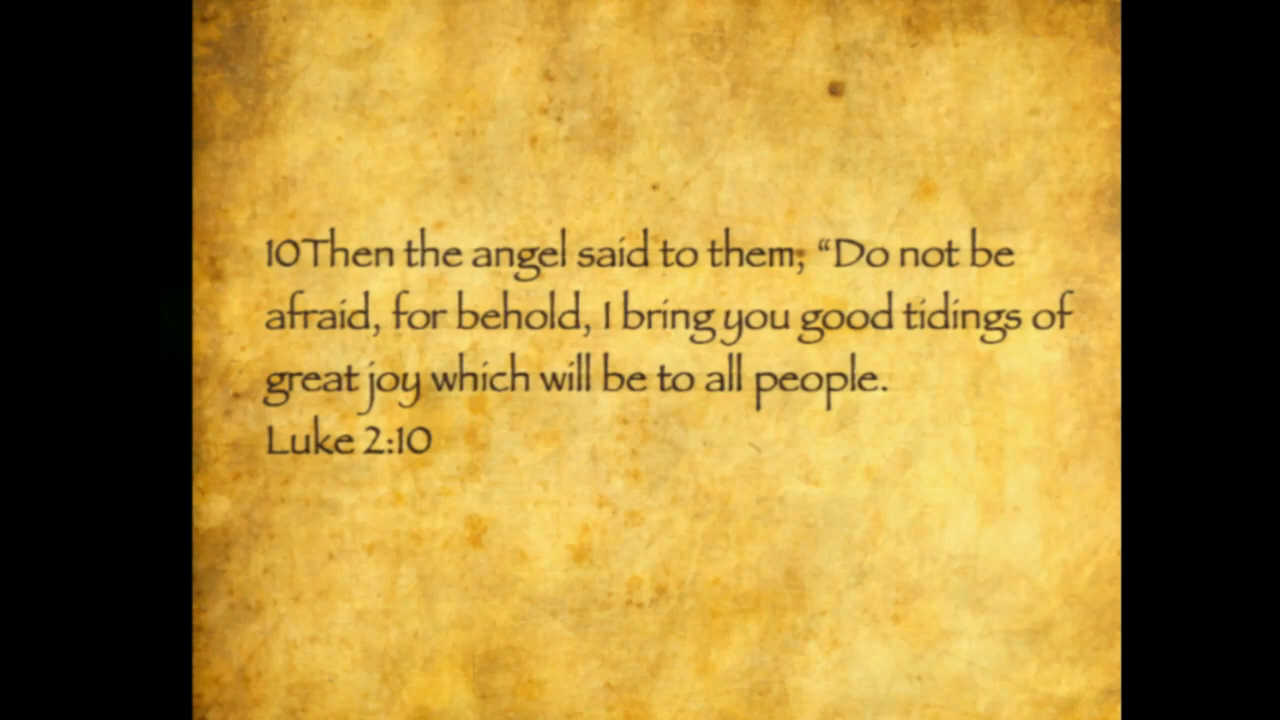 10Then the angel said to them, “Do not be
afraid, for behold, I bring you good tidings of
great joy which will be to all people.
Luke 2:10